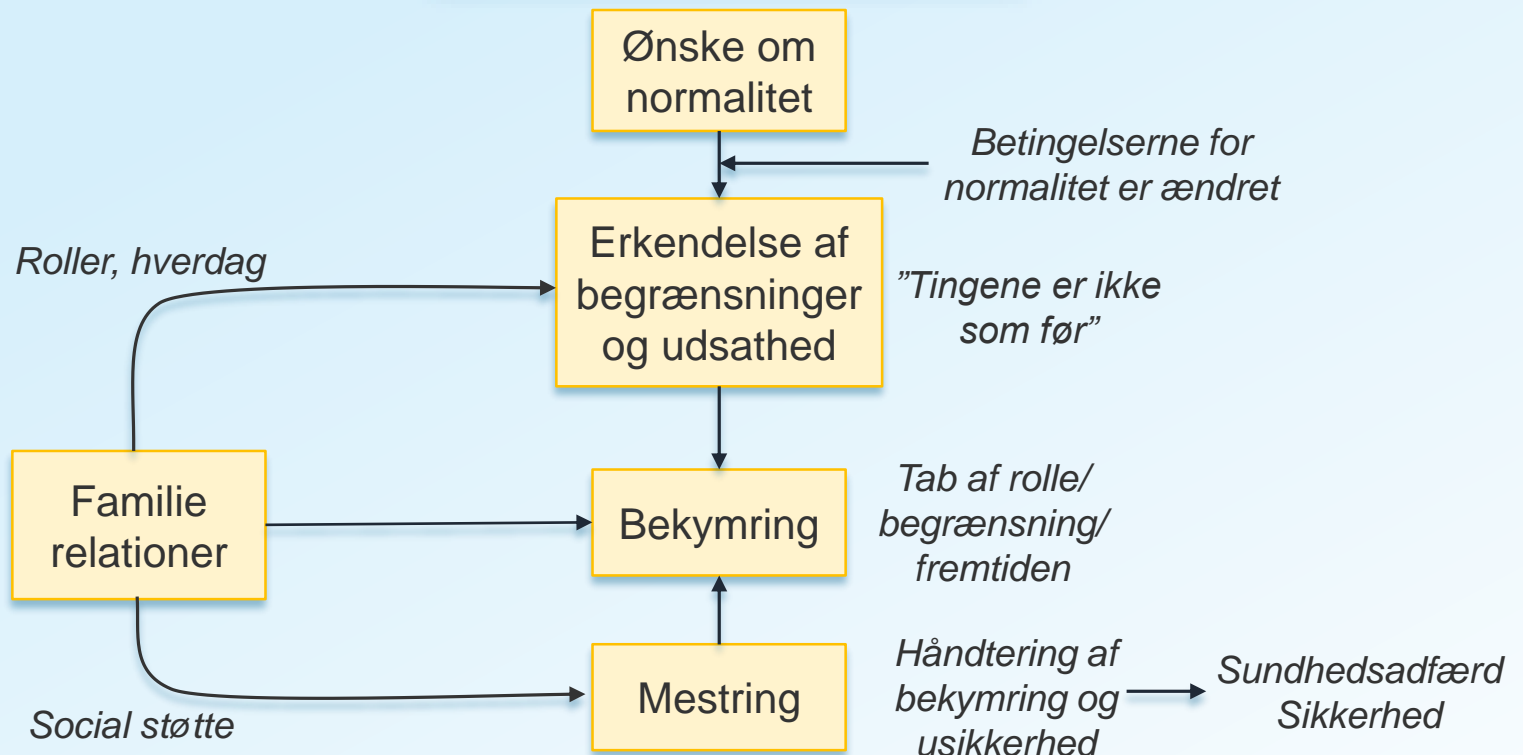 Ønske om
normalitet
Betingelserne for
normalitet er ændret
Roller, hverdag
Erkendelse af
begrænsninger
og udsathed
”Tingene er ikke
som før”
Familie
relationer
Bekymring
Tab af rolle/
begrænsning/
fremtiden
Social støtte
Mestring
Håndtering af
bekymring og
usikkerhed
Sundhedsadfærd
Sikkerhed